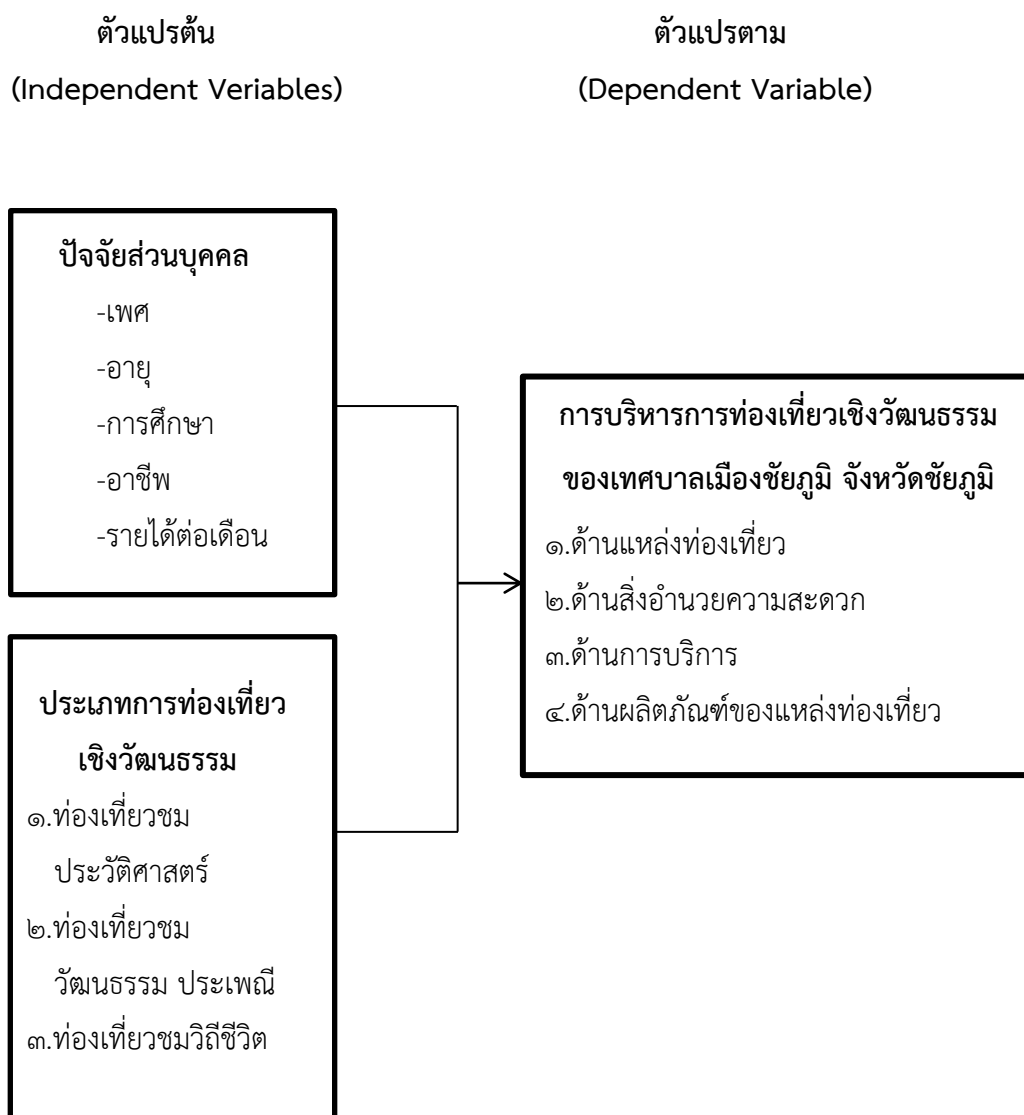 ตัวแปรต้น
(Independent Veriables)
ตัวแปรตาม
(Dependent Variable)
ปัจจัยส่วนบุคคล
-เพศ
-อายุ
-การศึกษา
-อาชีพ
-รายได้ต่อเดือน
ประเภทการท่องเที่ยว
เชิงวัฒนธรรม
๑.ท่องเที่ยวชม
ประวัติศาสตร์
๒.ท่องเที่ยวชม
วัฒนธรรม ประเพณี
๓.ท่องเที่ยวชมวิถีชีวิต
การบริหารการท่องเที่ยวเชิงวัฒนธรรม
ของเทศบาลเมืองชัยภูมิ จังหวัดชัยภูมิ
๑.ด้านแหล่งท่องเที่ยว
๒.ด้านสิ่งอำนวยความสะดวก
๓.ด้านการบริการ
๔.ด้านผลิตภัณฑ์ของแหล่งท่องเที่ยว